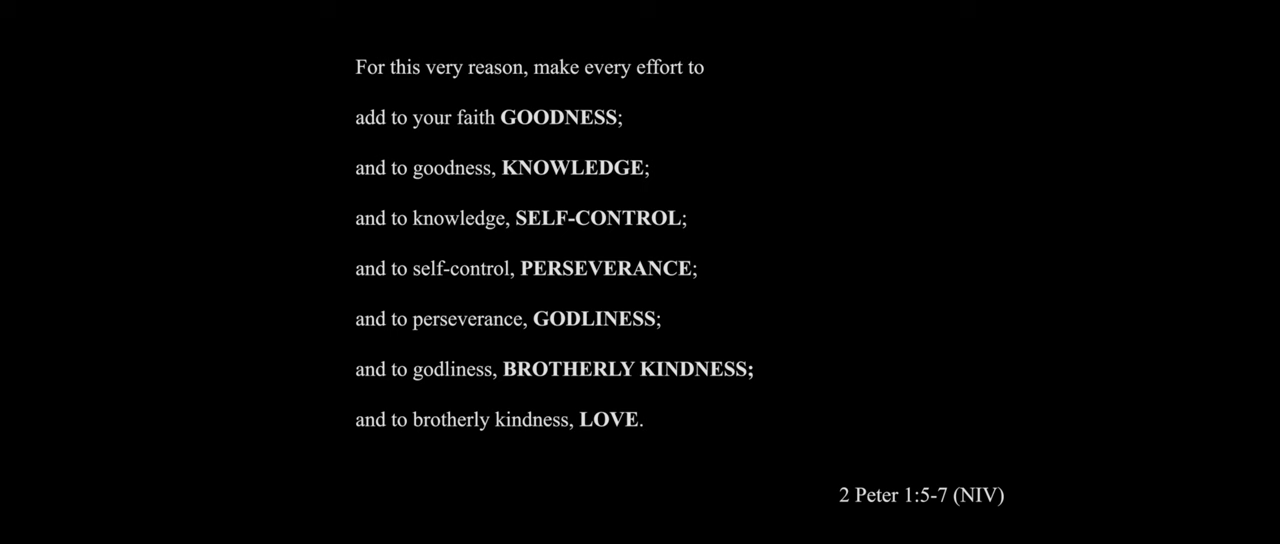 For this very reason, make every effort to
add to your faith GOODNESS;
and to goodness, KNOWLEDGE;
and to knowledge, SELF-CONTROL;
and to self-control, PERSEVERANCE;
and to perseverance, GODLINESS;
and to godliness, BROTHERLY KINDNESS;
and to brotherly kindness, LOVE.
2 Peter 1:5-7 (NIV)